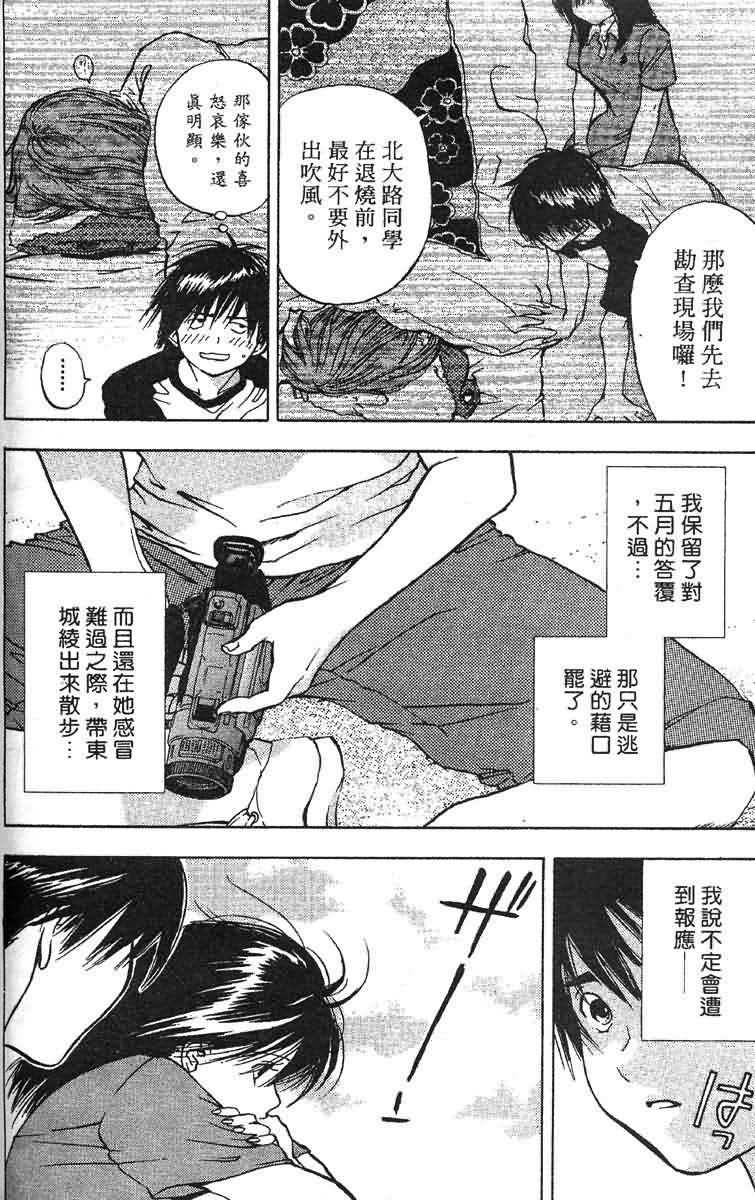 那麼我們先去
勘查現場囉！
北大路同學
在退燒前，
最好不要外
出吹風。
那傢伙的喜
怒哀樂，還
真明顯。
……
我保留了對
五月的答覆
，不過…
那只是逃
避的藉口
罷了。
而且還在她感冒
難過之際，帶東
城綾出來散步…
我說不定會遭
到報應——
はっ
ザー